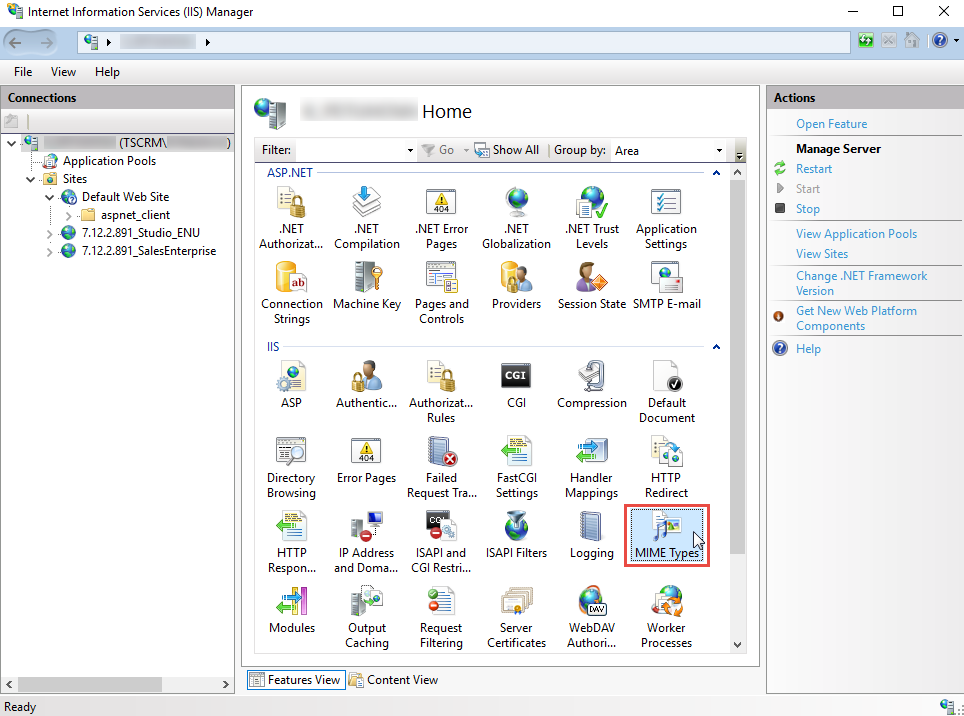 Internet Information Services (IIS) Manager
File View Help
Connections
(TSCRM\ )
Application Pools
Sites
Default Web Site
aspnet_client
7.12.2.891_Studio_ENU
7.12.2.891_SalesEnterprise
Home
Filter: Go Show All Group by: Area
ASP.NET
.NET Authorizat...
.NET Compilation
.NET Error Pages
.NET Globalization
.NET Trust Levels
Application Settings
Connection Strings
Machine Key
Pages and Controls
Providers
Session State
SMTP E-mail
IIS
ASP
Authentic...
Authorizat... Rules
CGI
Compression
Default Document
Directory Browsing
Error Pages
Failed Request Tra...
FastCGI Settings
Handler Mappings
HTTP Redirect
HTTP Respon...
IP Address and Doma...
ISAPI and CGI Restri...
ISAPI Filters
Logging
MIME Types
Modules
Output Caching
Request Filtering
Server Certificates
WebDAV Authori...
Worker Processes
Features View Content View
Actions
Open Feature
Manage Server
Restart
Start
Stop
View Application Pools
View Sites
Change .NET Framework
Version
Get New Web Platform
Components
Help
Ready